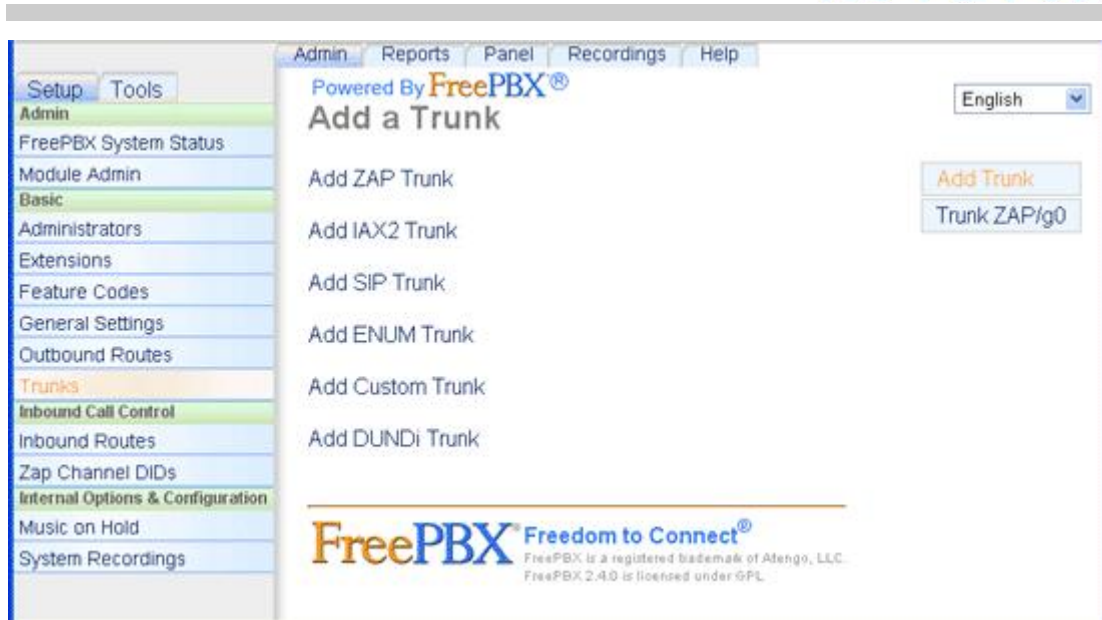 Admin Reports Panel Recordings Help
Setup Tools
Admin
FreePBX System Status
Module Admin
Basic
Administrators
Extensions
Feature Codes
General Settings
Outbound Routes
Trunks
Inbound Call Control
Inbound Routes
Zap Channel DIDs
Internal Options & Configuration
Music on Hold
System Recordings
Powered By FreePBX®
Add a Trunk
English
Add ZAP Trunk
Add IAX2 Trunk
Add SIP Trunk
Add ENUM Trunk
Add Custom Trunk
Add DUNDi Trunk
Add Trunk
Trunk ZAP/g0
FreePBX® Freedom to Connect®
FreePBX is a registered trademark of Atengo, LLC.
FreePBX 2.4.0 is licensed under GPL